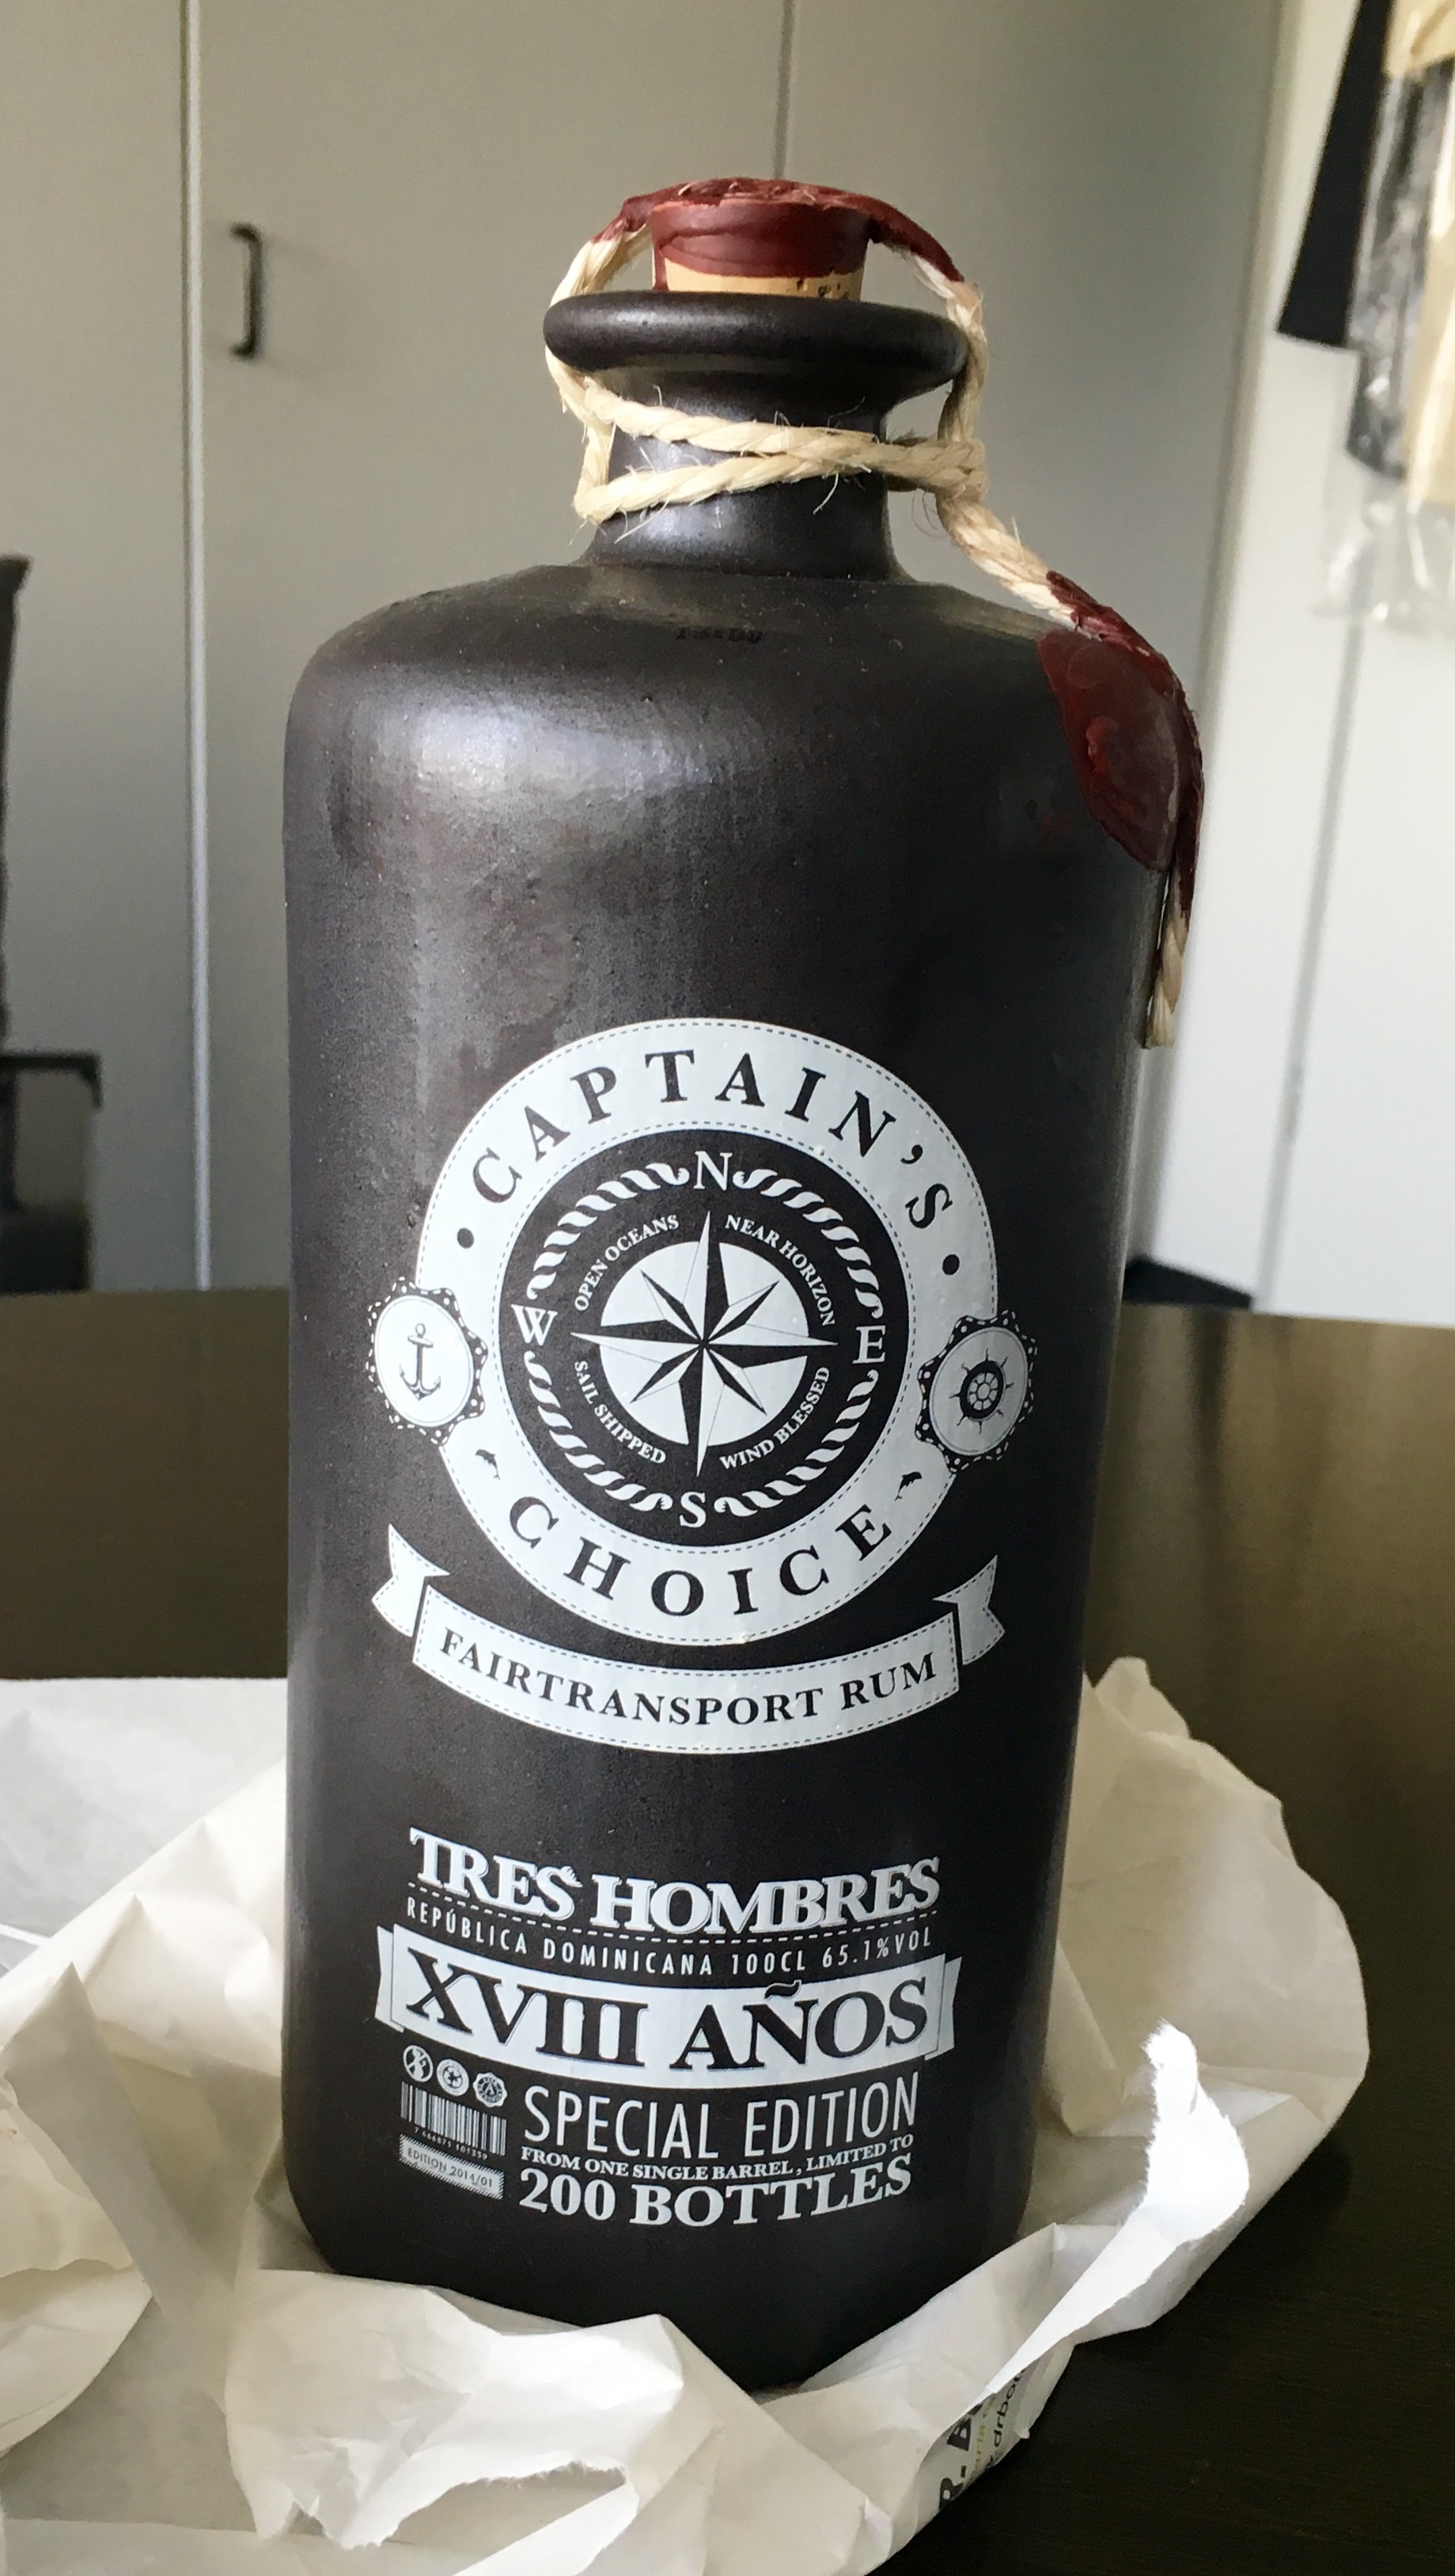 CAPTAIN'S
N
OPEN OCEANS
NEAR HORIZON
W
E
SAIL SHIPPED
WIND BLESSED
S
CHOICE
FAIRTRANSPORT RUM
TRES HOMBRES
REPÚBLICA DOMINICANA 100CL 65.1%VOL
XVIII AÑOS
SPECIAL EDITION
FROM ONE SINGLE BARREL, LIMITED TO
200 BOTTLES
EDITION 2014/01